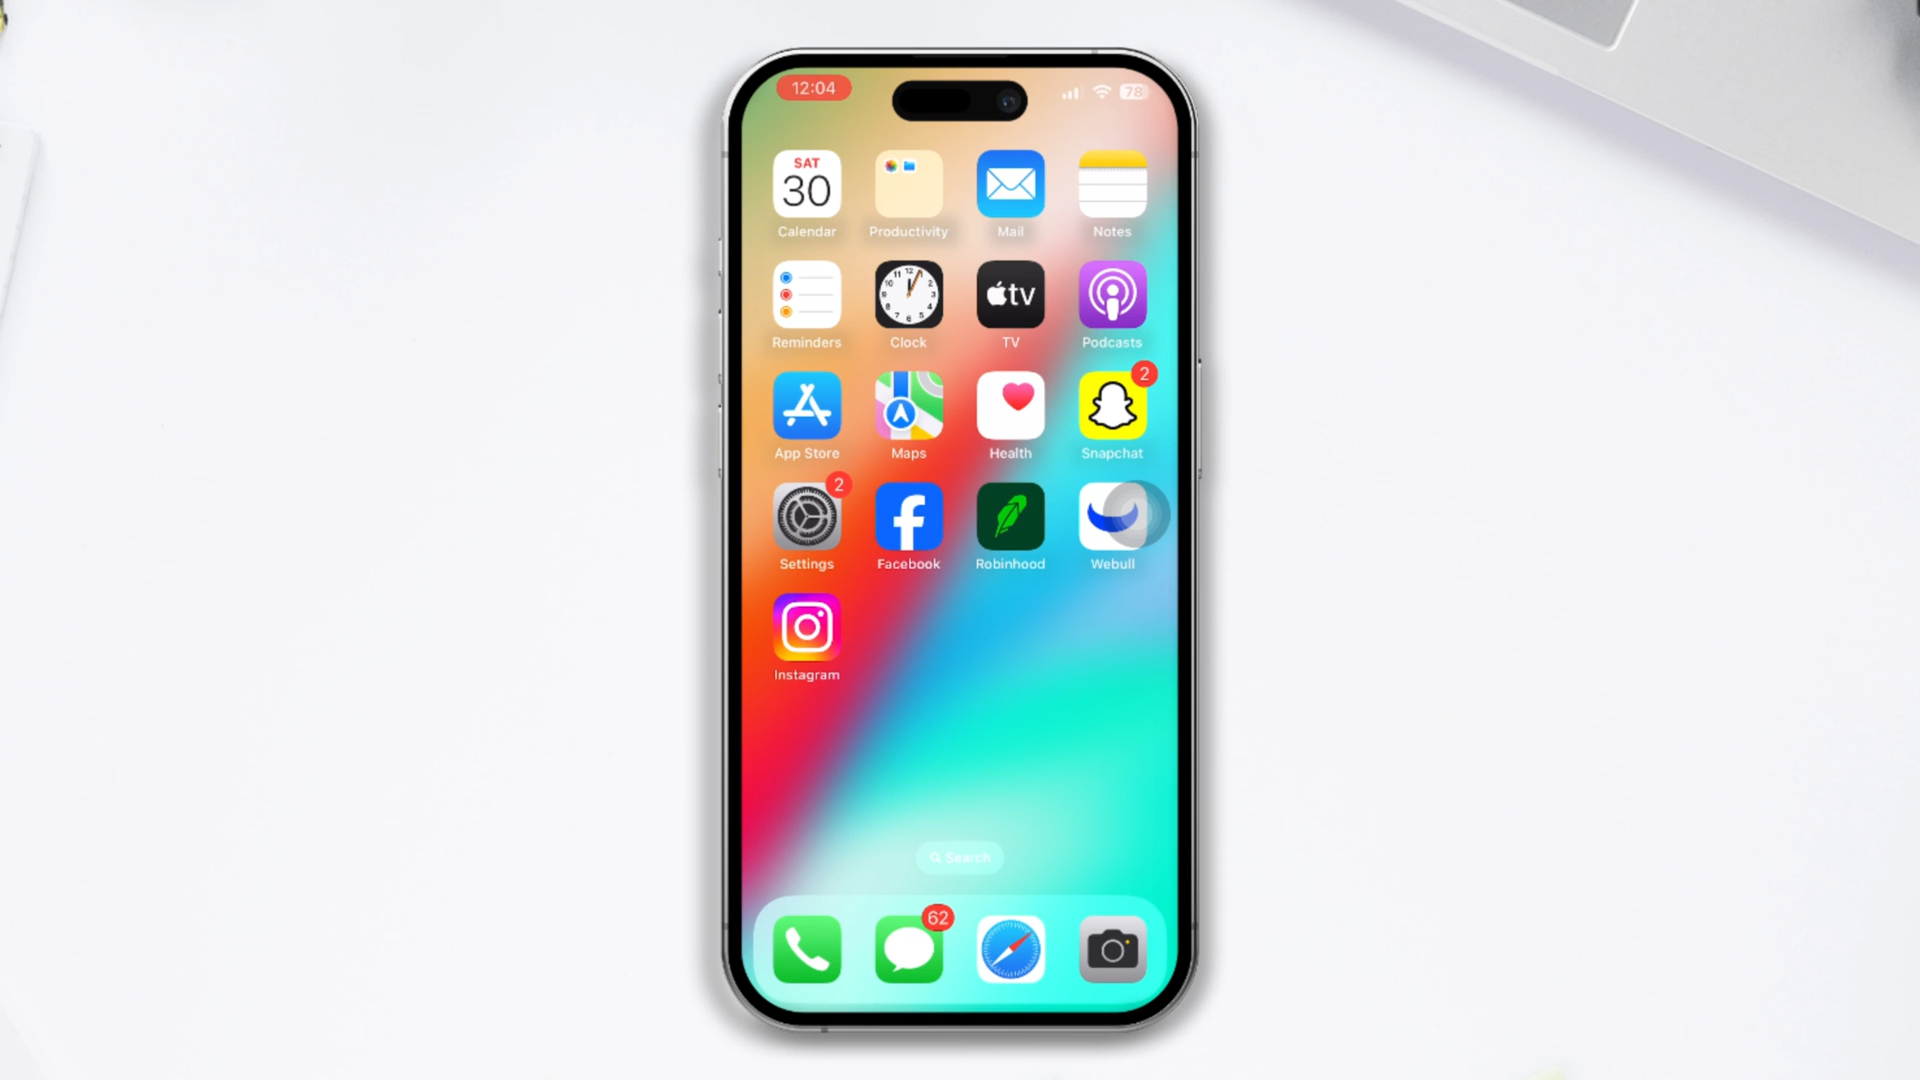 12:04
78
SAT
30
Calendar
Productivity
Mail
Notes
tv
Reminders
Clock
TV
Podcasts
2
App Store
Maps
Health
Snapchat
2
Settings
Facebook
Robinhood
Webull
Instagram
Search
62